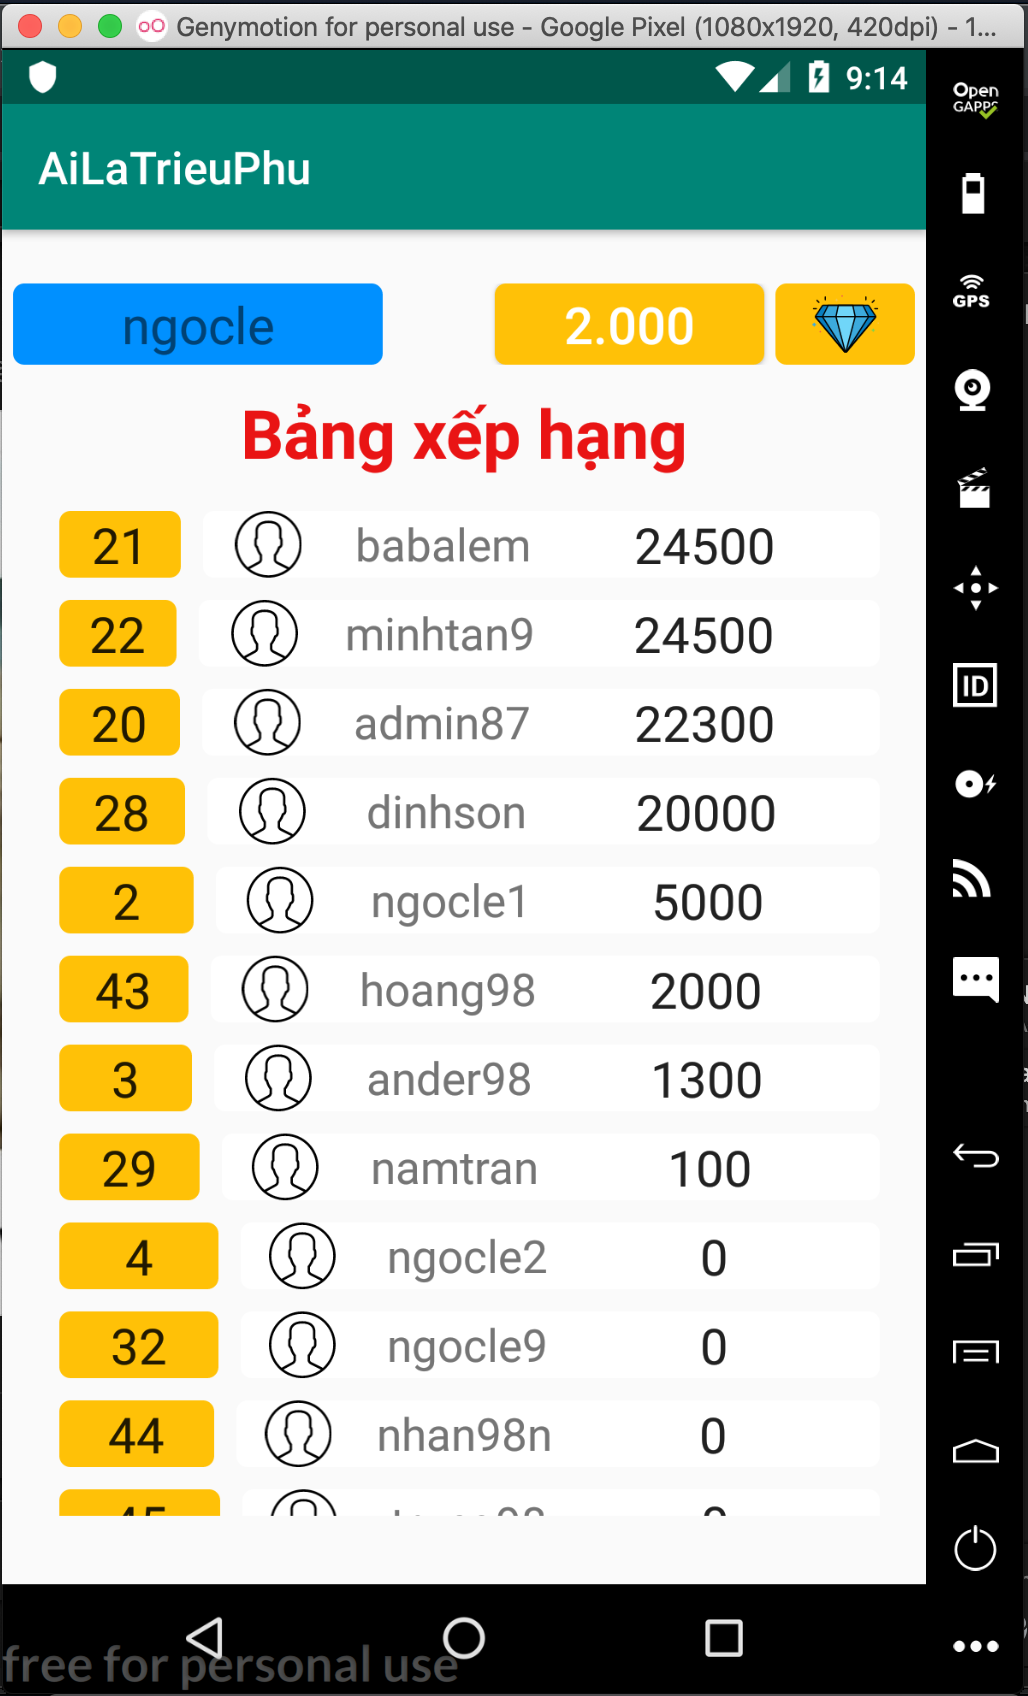 Genymotion for personal use - Google Pixel (1080x1920, 420dpi) - 1...
9:14
Open
GAPPS
AiLaTrieuPhu
GPS
ngocle 2.000
Bảng xếp hạng
21 babalem 24500
22 minhtan9 24500
20 admin87 22300
ID
28 dinhson 20000
2 ngocle1 5000
43 hoang98 2000
3 ander98 1300
29 namtran 100
4 ngocle2 0
32 ngocle9 0
44 nhan98n 0
free for personal use